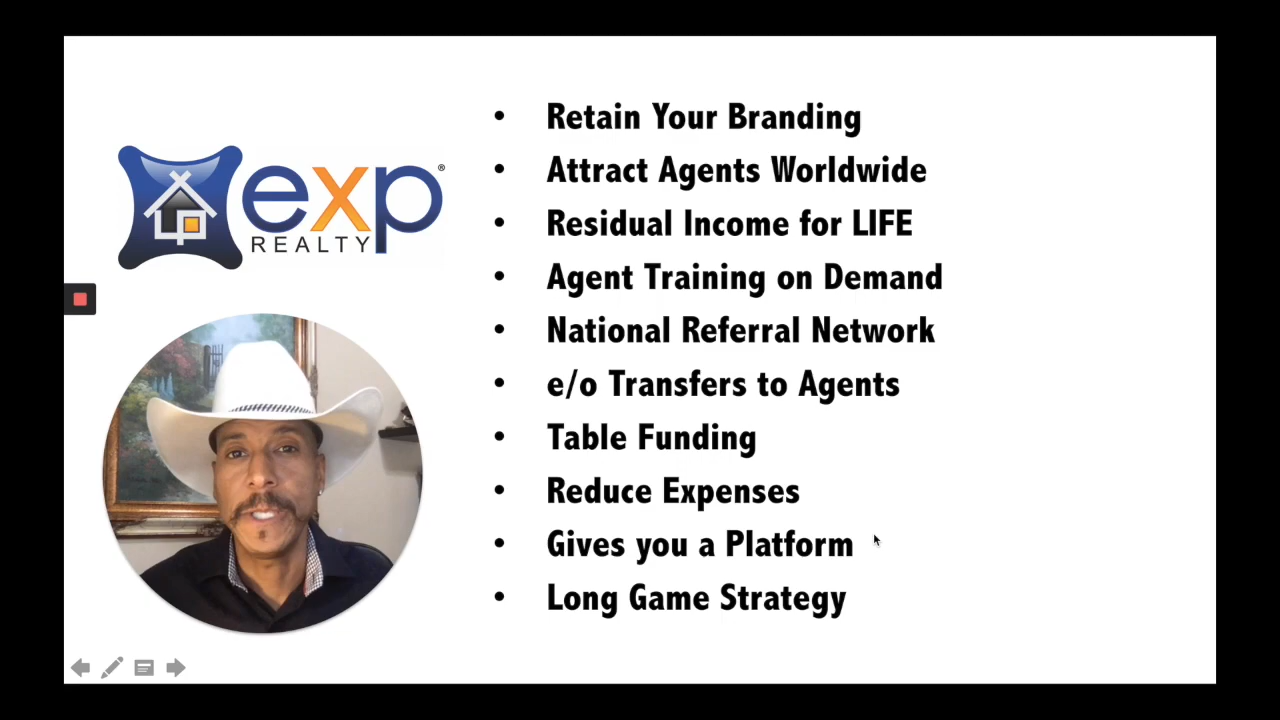 exp®
REALTY
• Retain Your Branding
• Attract Agents Worldwide
• Residual Income for LIFE
• Agent Training on Demand
• National Referral Network
• e/o Transfers to Agents
• Table Funding
• Reduce Expenses
• Gives you a Platform
• Long Game Strategy